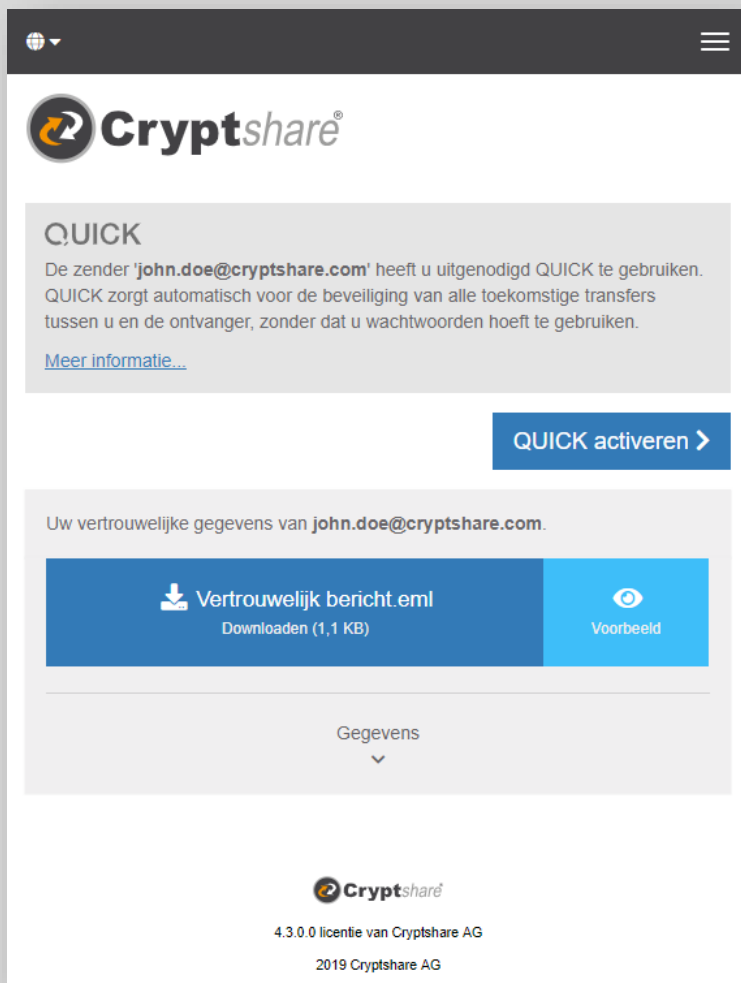 Cryptshare®
QUICK
De zender 'john.doe@cryptshare.com' heeft u uitgenodigd QUICK te gebruiken.
QUICK zorgt automatisch voor de beveiliging van alle toekomstige transfers
tussen u en de ontvanger, zonder dat u wachtwoorden hoeft te gebruiken.
Meer informatie...
QUICK activeren
Uw vertrouwelijke gegevens van john.doe@cryptshare.com.
Vertrouwelijk bericht.eml
Downloaden (1,1 KB)
Voorbeeld
Gegevens
Cryptshare®
4.3.0.0 licentie van Cryptshare AG
2019 Cryptshare AG